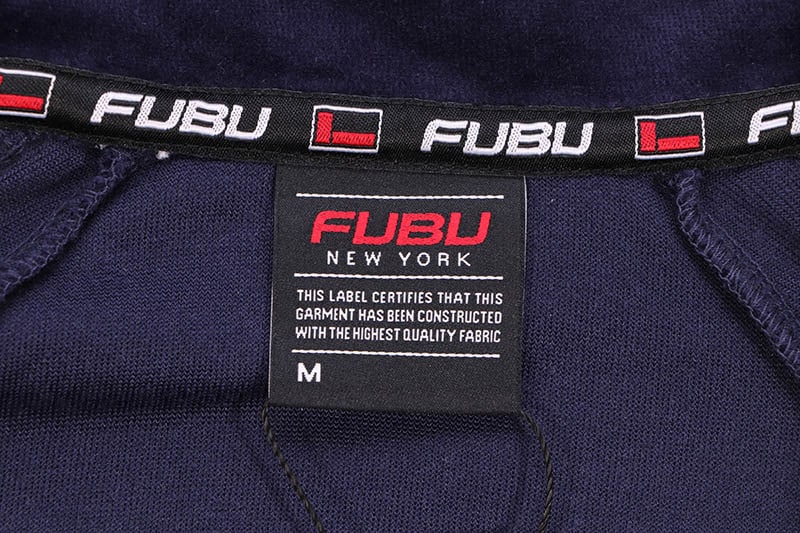 FUBU FUBU FU
FUBU
NEW YORK
THIS LABEL CERTIFIES THAT THIS
GARMENT HAS BEEN CONSTRUCTED
WITH THE HIGHEST QUALITY FABRIC
M